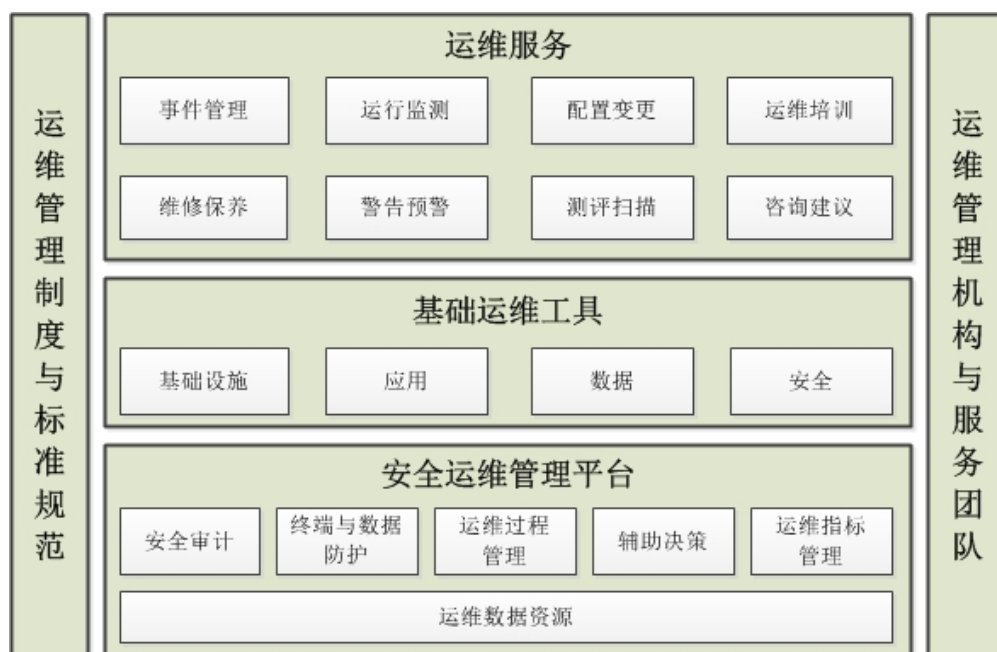 运维管理制度与标准规范
运维服务
事件管理
运行监测
配置变更
运维培训
维修保养
警告预警
测评扫描
咨询建议
基础运维工具
基础设施
应用
数据
安全
安全运维管理平台
安全审计
终端与数据
防护
运维过程
管理
辅助决策
运维指标
管理
运维数据资源
运维管理机构与服务团队